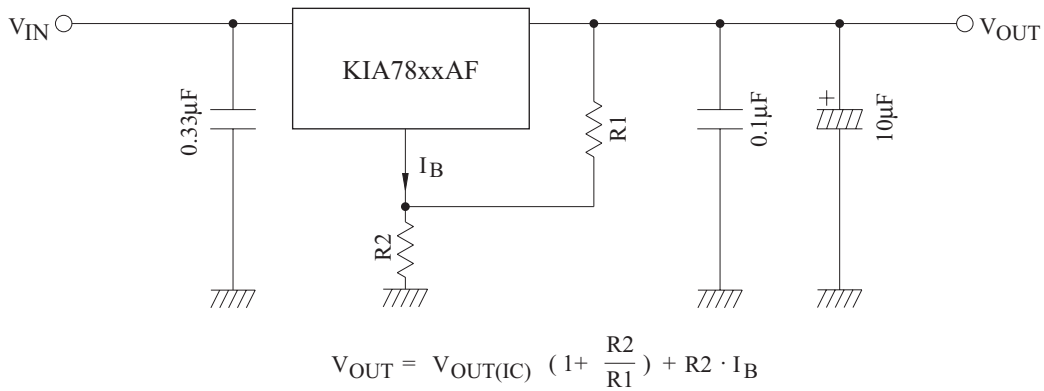 VIN
KIA78xxAF
VOUT
0.33µF
IB
R1
0.1µF
+
10µF
R2
VOUT = VOUT(IC) (1+ R2/R1) + R2 · IB